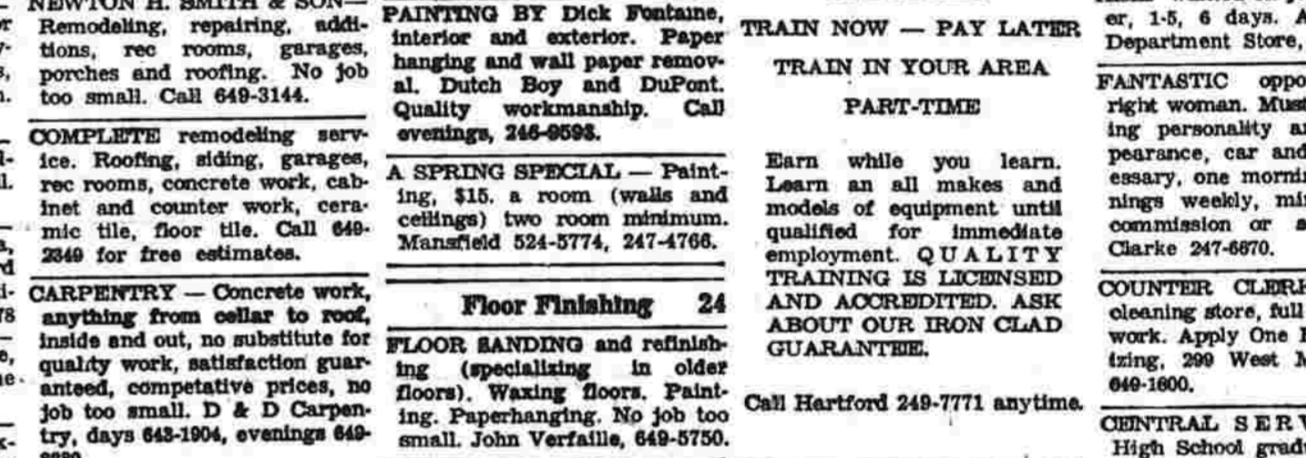 NEWTON H. SMITH & SON—
Remodeling, repairing, addi-
tions, rec rooms, garages,
porches and roofing. No job
too small. Call 649-3144.
COMPLETE remodeling serv-
ice. Roofing, siding, garages,
rec rooms, concrete work, cab-
inet and counter work, cera-
mic tile, floor tile. Call 649-
2349 for free estimates.
CARPENTRY — Concrete work,
anything from cellar to roof,
inside and out, no substitute for
quality work, satisfaction guar-
anteed, competative prices, no
job too small. D & D Carpen-
try, days 643-1904, evenings 649-
PAINTING BY Dick Fontaine,
interior and exterior. Paper
hanging and wall paper remov-
al. Dutch Boy and DuPont.
Quality workmanship. Call
evenings, 246-9593.
A SPRING SPECIAL — Paint-
ing, $15. a room (walls and
ceilings) two room minimum.
Mansfield 524-5774, 247-4766.
Floor Finishing 24
FLOOR SANDING and refinish-
ing (specializing in older
floors). Waxing floors. Paint-
ing. Paperhanging. No job too
small. John Verfaille, 649-5750.
TRAIN NOW — PAY LATER
TRAIN IN YOUR AREA
PART-TIME
Earn while you learn.
Learn an all makes and
models of equipment until
qualified for immediate
employment. QUALITY
TRAINING IS LICENSED
AND ACCREDITED. ASK
ABOUT OUR IRON CLAD
GUARANTEE.
Call Hartford 249-7771 anytime.
er, 1-5, 6 days.
Department Store,
FANTASTIC oppo
right woman. Mus
ing personality a
pearance, car and
essary, one morni
nings weekly, mi
commission or
Clarke 247-6670.
COUNTER CLER
cleaning store, full
work. Apply One
izing, 299 West M
649-1600.
CENTRAL SER
High School grad